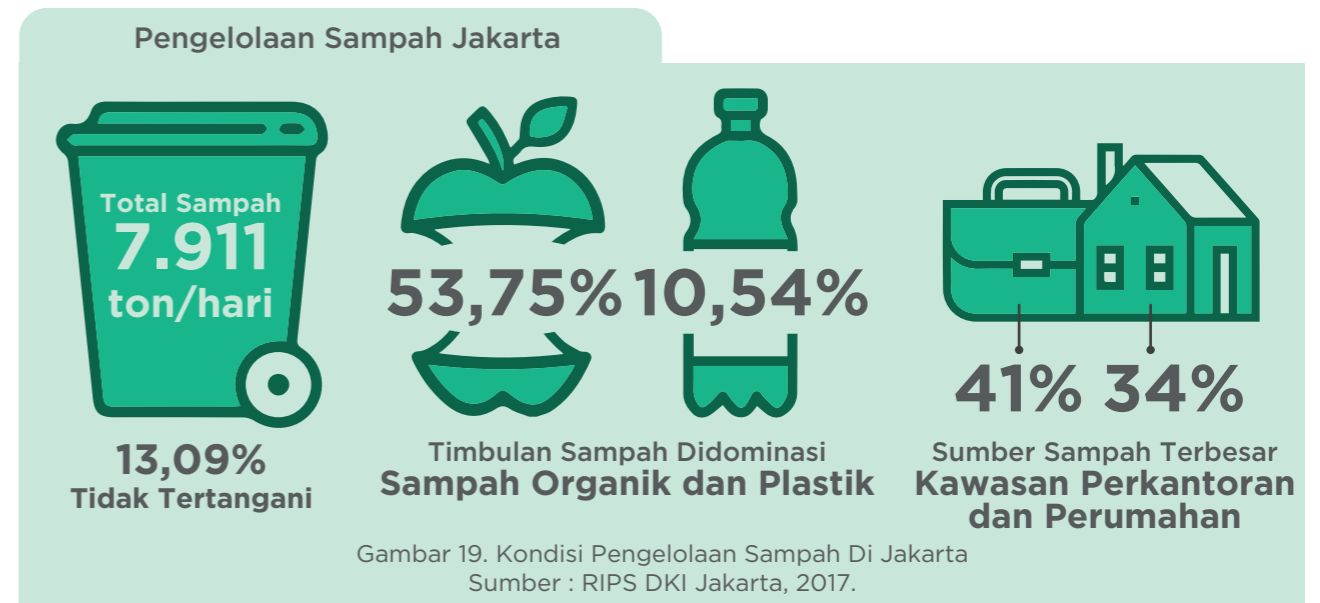 Pengelolaan Sampah Jakarta
Total Sampah
7.911
ton/hari
13,09%
Tidak Tertangani
53,75% 10,54%
Timbulan Sampah Didominasi
Sampah Organik dan Plastik
41% 34%
Sumber Sampah Terbesar
Kawasan Perkantoran
dan Perumahan
Gambar 19. Kondisi Pengelolaan Sampah Di Jakarta
Sumber : RIPS DKI Jakarta, 2017.